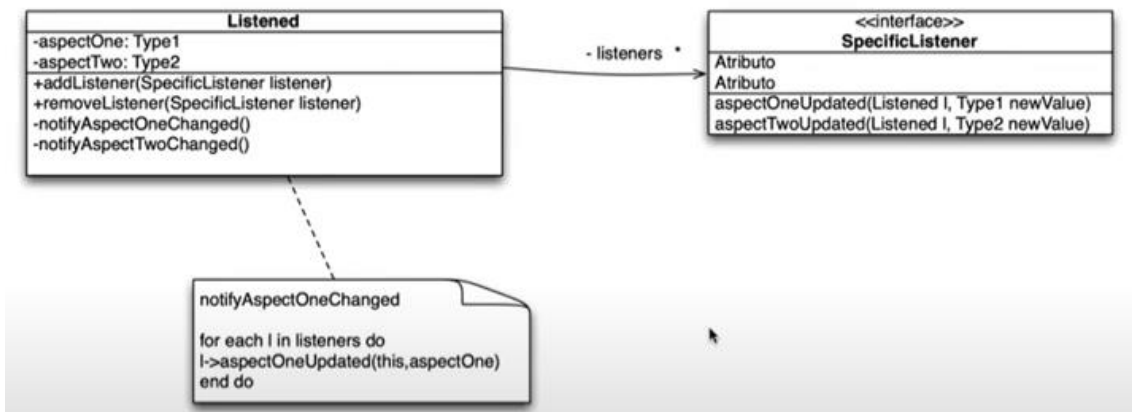 Listened
-aspectOne: Type1
-aspectTwo: Type2
+addListener(SpecificListener listener)
+removeListener(SpecificListener listener)
-notifyAspectOneChanged()
-notifyAspectTwoChanged()
- listeners *
<<interface>>
SpecificListener
Atributo
Atributo
aspectOneUpdated(Listened l, Type1 newValue)
aspectTwoUpdated(Listened l, Type2 newValue)
notifyAspectOneChanged
for each l in listeners do
l->aspectOneUpdated(this,aspectOne)
end do